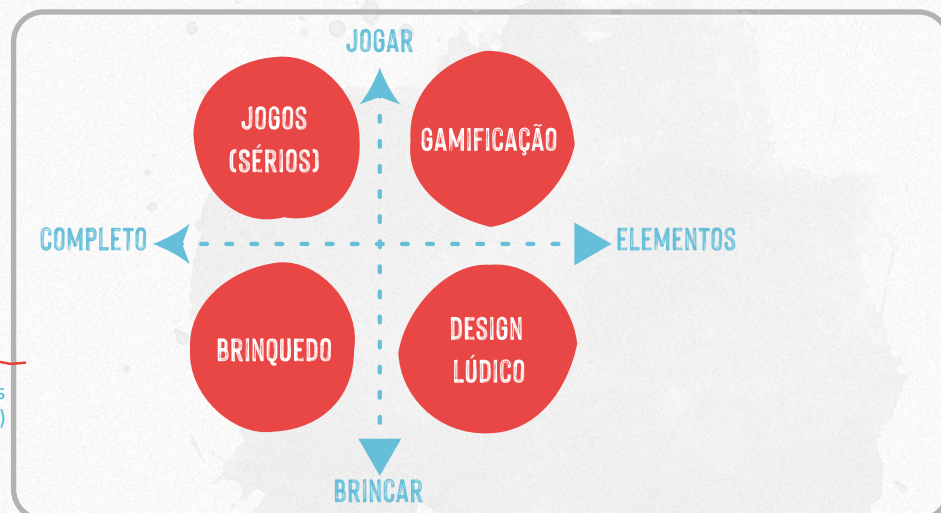 JOGAR
JOGOS
(SÉRIOS)
GAMIFICAÇÃO
COMPLETO
ELEMENTOS
BRINQUEDO
DESIGN
LÚDICO
BRINCAR